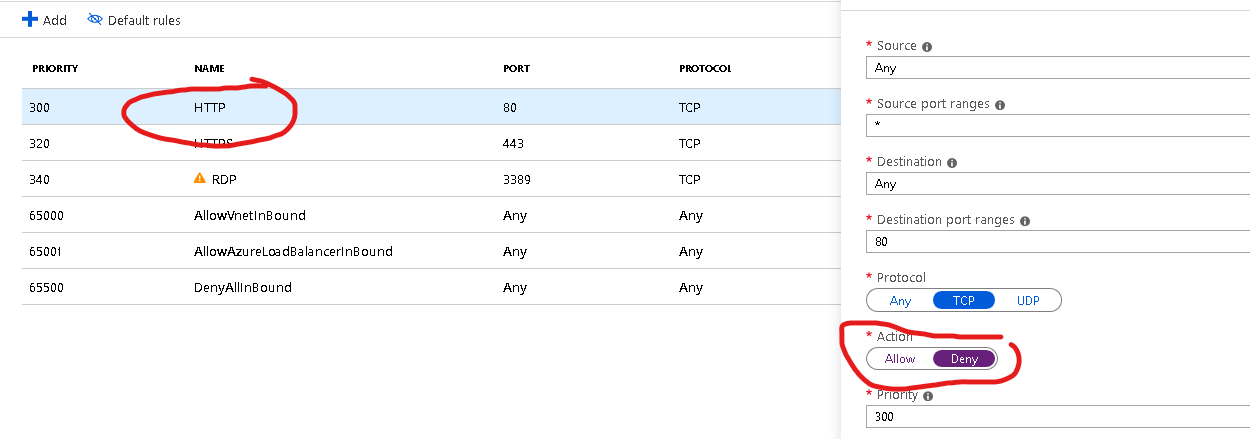 Add Default rules
PRIORITY NAME PORT PROTOCOL
300 HTTP 80 TCP
320 HTTPS 443 TCP
340 RDP 3389 TCP
65000 AllowVnetInBound Any Any
65001 AllowAzureLoadBalancerInBound Any Any
65500 DenyAllInBound Any Any
* Source
Any
* Source port ranges
*
* Destination
Any
* Destination port ranges
80
* Protocol
Any TCP UDP
* Action
Allow Deny
* Priority
300